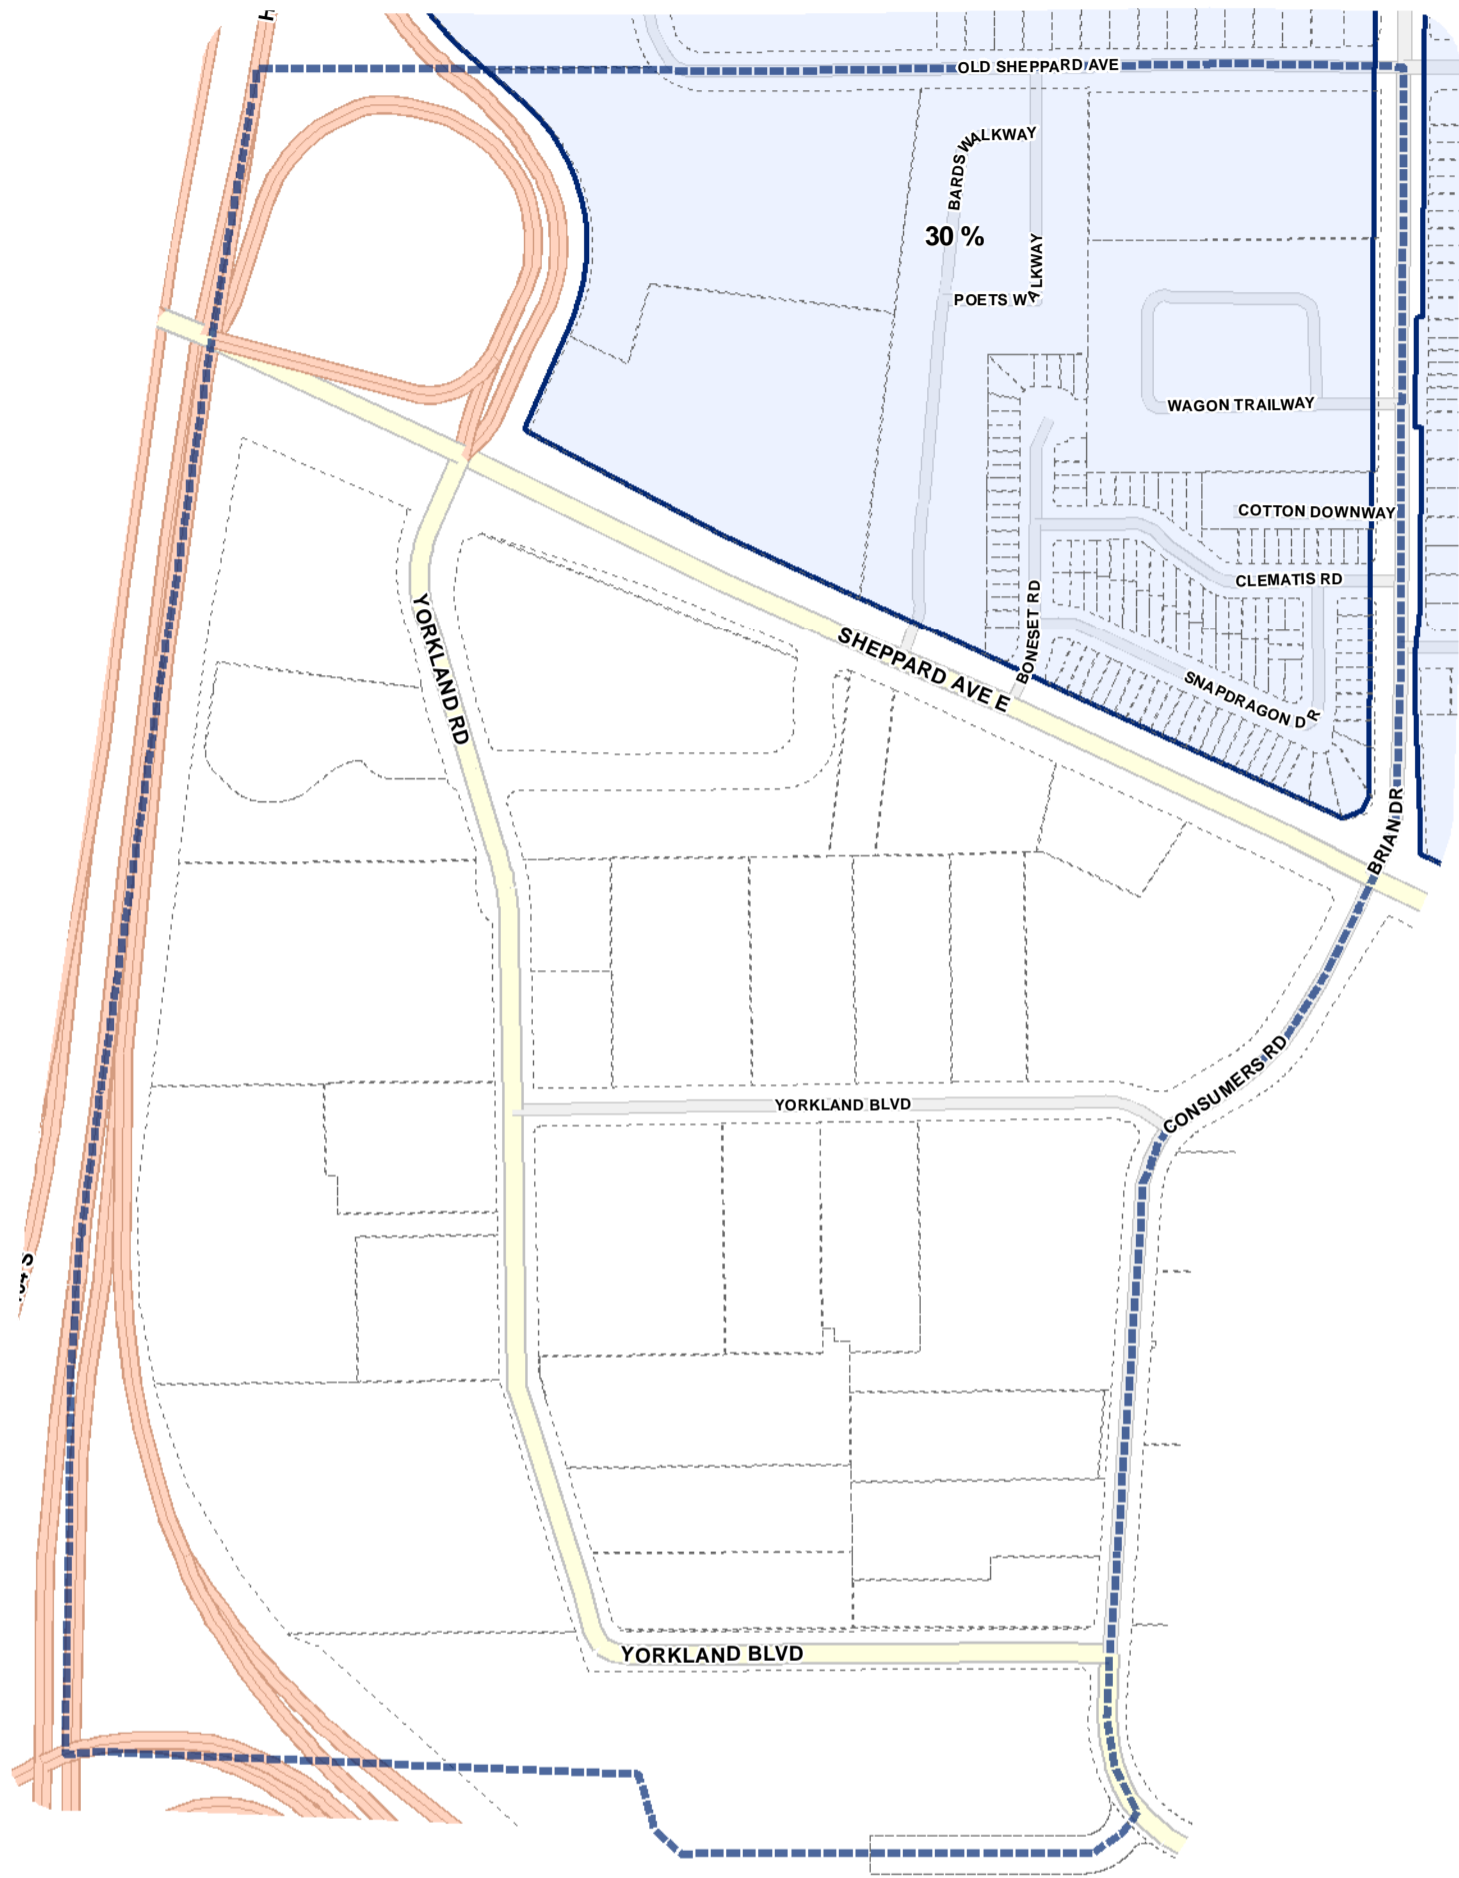 H
OLD SHEPPARD AVE
BARDS WALKWAY
30 %
POETS WALKWAY
WAGON TRAILWAY
COTTON DOWNWAY
CLEMATIS RD
BONESET RD
YORKLAND RD
SHEPPARD AVE E
SNAPDRAGON DR
BRIAN DR
CONSUMERS RD
YORKLAND BLVD
04 S
YORKLAND BLVD